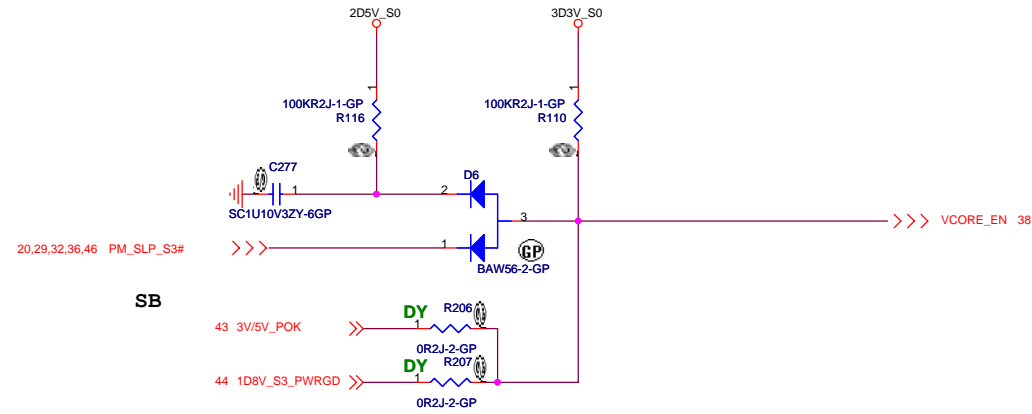 2D5V_S0
3D3V_S0
1
1
100KR2J-1-GP
R116
100KR2J-1-GP
R110
C277
D6
1
2
SC1U10V3ZY-6GP
3
VCORE_EN 38
20,29,32,36,46 PM_SLP_S3#
1
GP
BAW56-2-GP
SB
DY
R206
43 3V/5V_POK
1
0R2J-2-GP
DY
R207
44 1D8V_S3_PWRGD
1
0R2J-2-GP